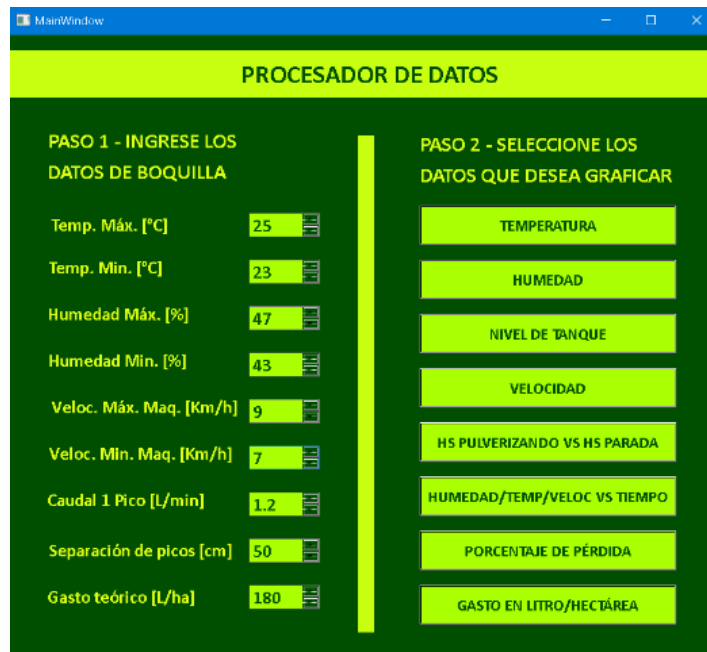 MainWindow
PROCESADOR DE DATOS
PASO 1 - INGRESE LOS
DATOS DE BOQUILLA
Temp. Máx. [°C] 25
Temp. Min. [°C] 23
Humedad Máx. [%] 47
Humedad Min. [%] 43
Veloc. Máx. Maq. [Km/h] 9
Veloc. Min. Maq. [Km/h] 7
Caudal 1 Pico [L/min] 1.2
Separación de picos [cm] 50
Gasto teórico [L/ha] 180
PASO 2 - SELECCIONE LOS
DATOS QUE DESEA GRAFICAR
TEMPERATURA
HUMEDAD
NIVEL DE TANQUE
VELOCIDAD
HS PULVERIZANDO VS HS PARADA
HUMEDAD/TEMP/VELOC VS TIEMPO
PORCENTAJE DE PÉRDIDA
GASTO EN LITRO/HECTÁREA